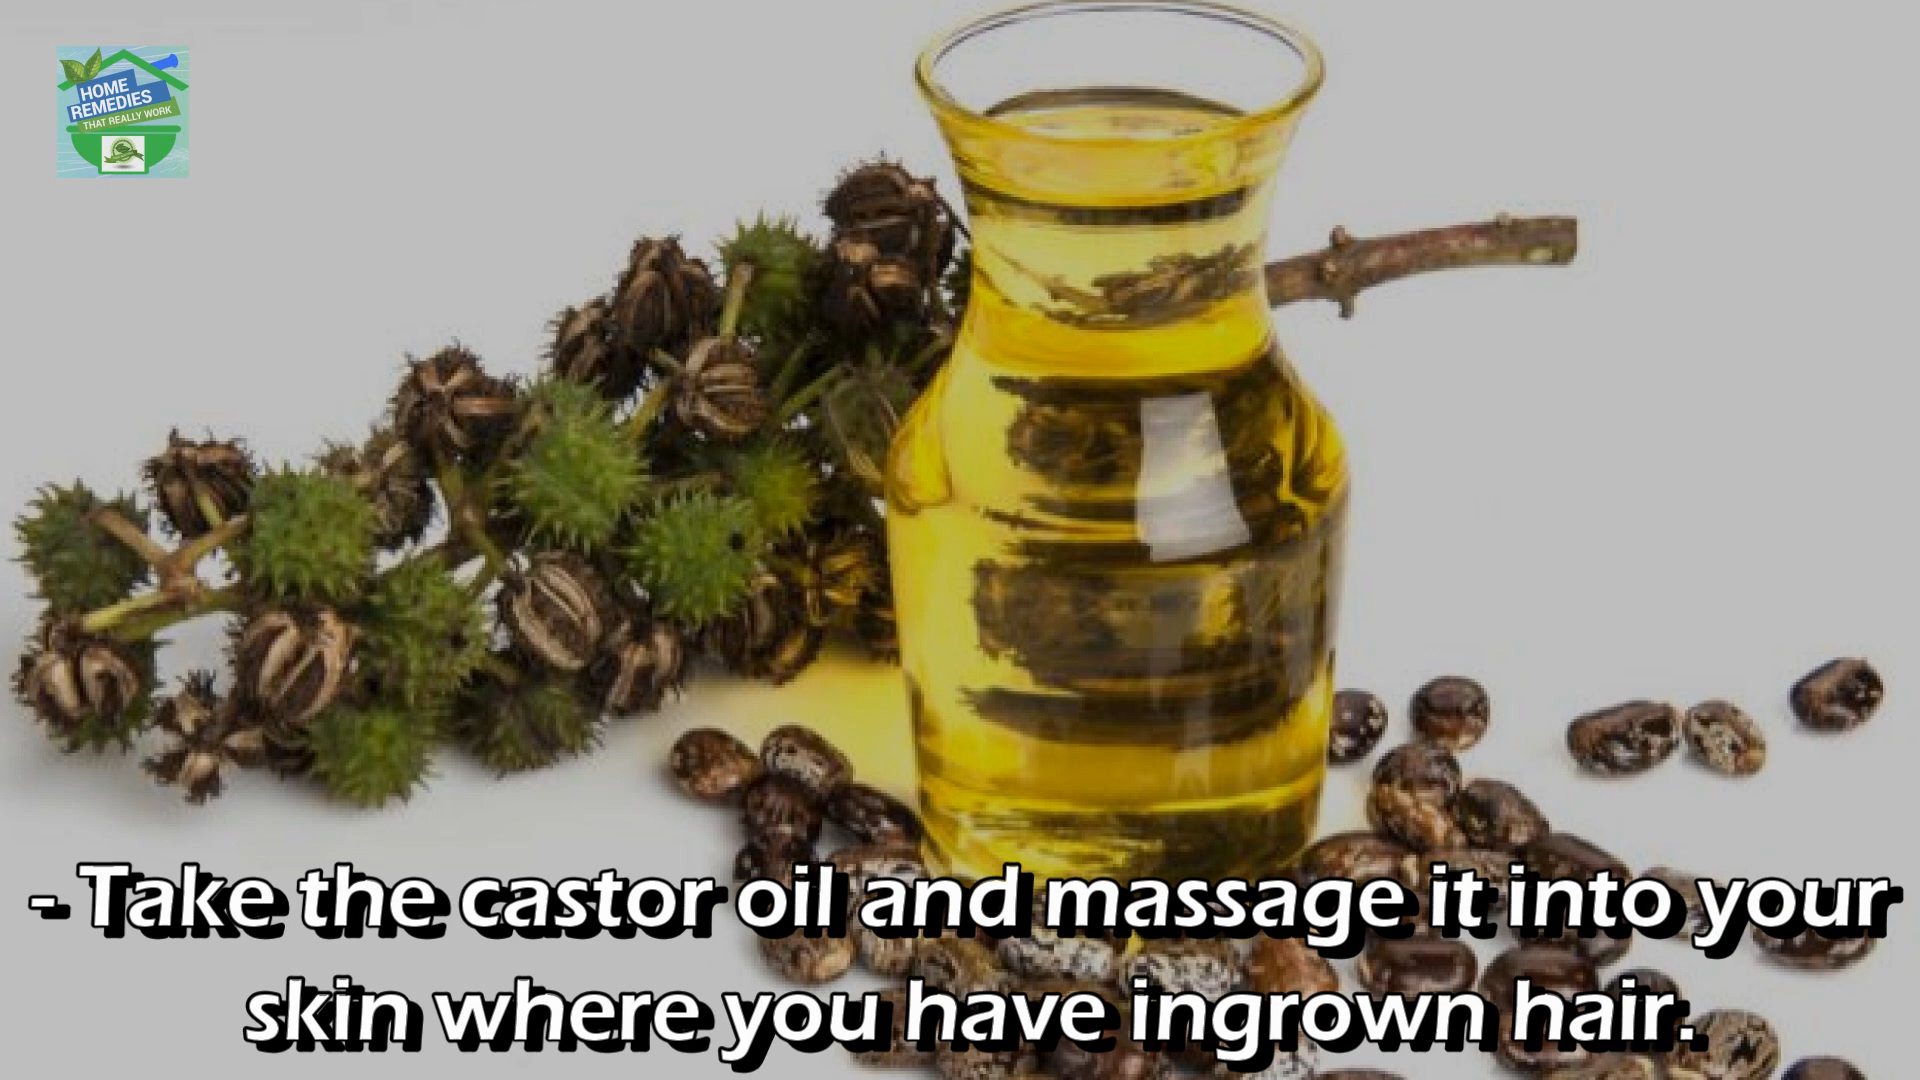 HOME
REMEDIES
THAT REALLY WORK
- Take the castor oil and massage it into your
skin where you have ingrown hair.